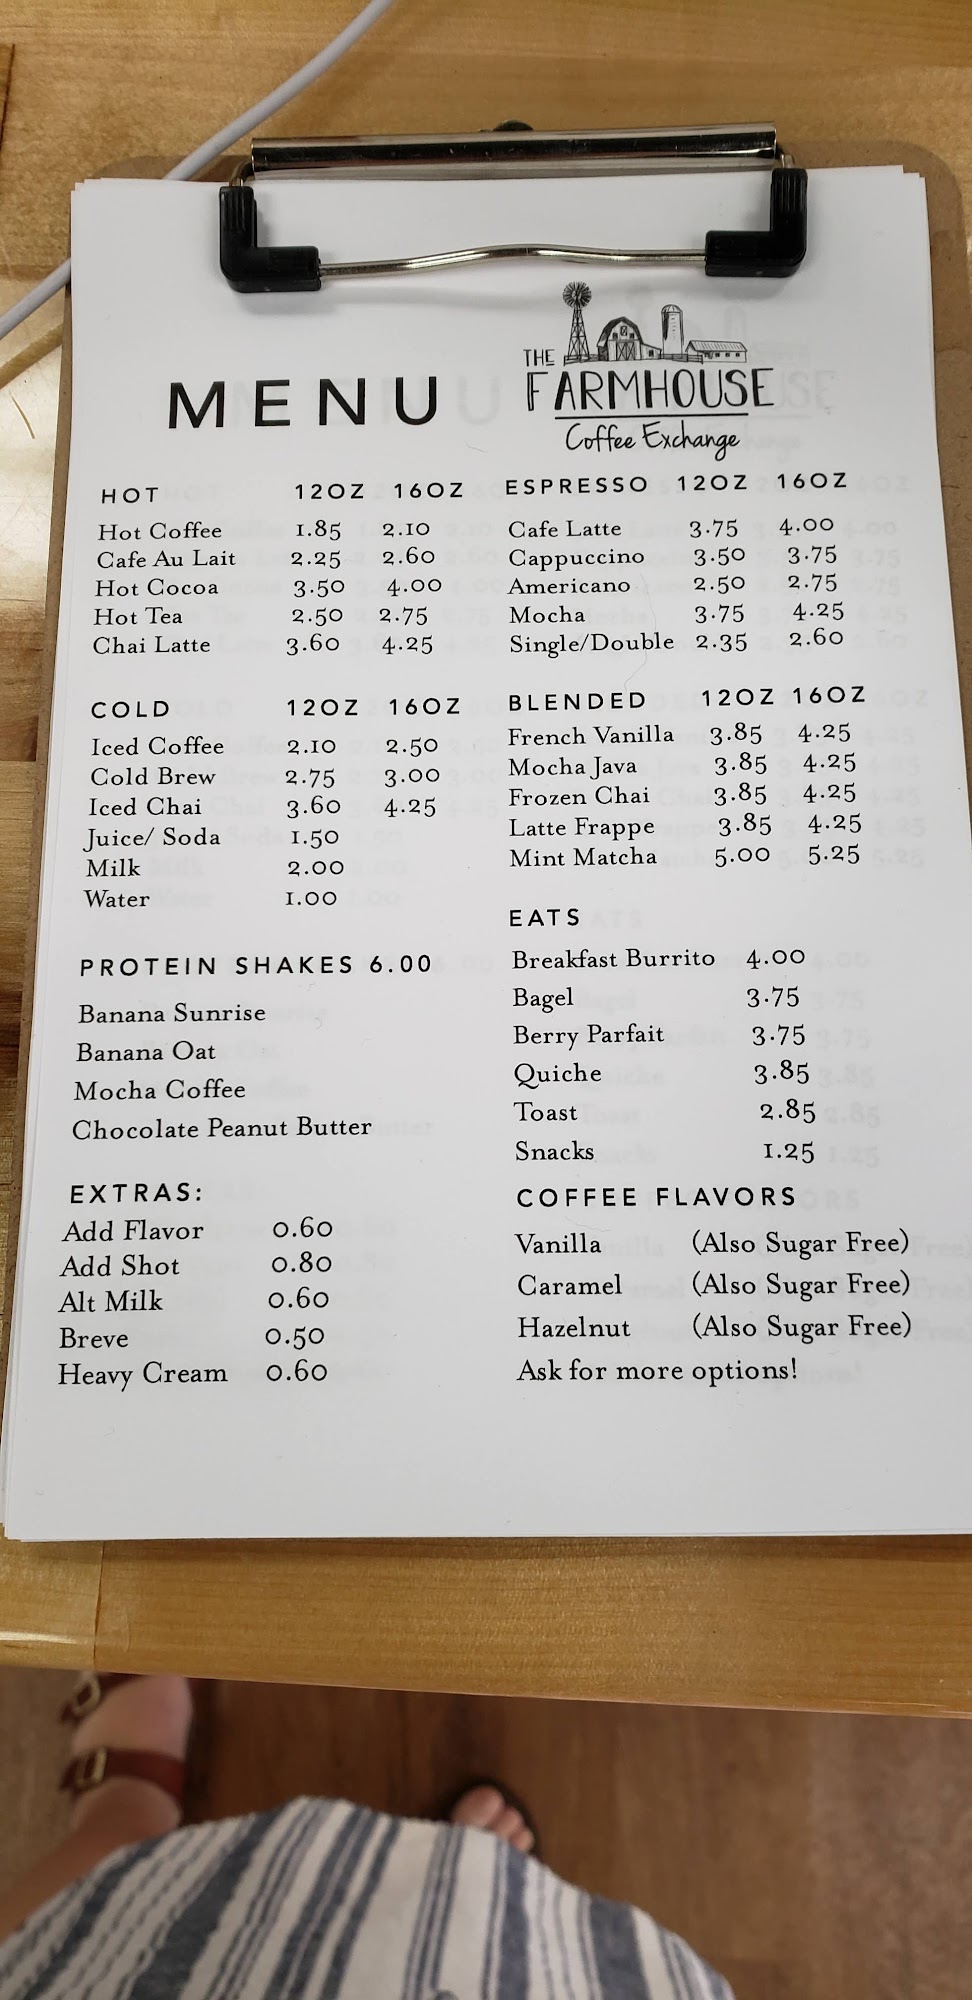 MENU
THE
FARMHOUSE
Coffee Exchange
HOT 12OZ 16OZ
Hot Coffee 1.85 2.10
Cafe Au Lait 2.25 2.60
Hot Cocoa 3.50 4.00
Hot Tea 2.50 2.75
Chai Latte 3.60 4.25
COLD 12OZ 16OZ
Iced Coffee 2.10 2.50
Cold Brew 2.75 3.00
Iced Chai 3.60 4.25
Juice/ Soda 1.50
Milk 2.00
Water 1.00
PROTEIN SHAKES 6.00
Banana Sunrise
Banana Oat
Mocha Coffee
Chocolate Peanut Butter
EXTRAS:
Add Flavor 0.60
Add Shot 0.80
Alt Milk 0.60
Breve 0.50
Heavy Cream 0.60
ESPRESSO 12OZ 16OZ
Cafe Latte 3.75 4.00
Cappuccino 3.50 3.75
Americano 2.50 2.75
Mocha 3.75 4.25
Single/Double 2.35 2.60
BLENDED 12OZ 16OZ
French Vanilla 3.85 4.25
Mocha Java 3.85 4.25
Frozen Chai 3.85 4.25
Latte Frappe 3.85 4.25
Mint Matcha 5.00 5.25
EATS
Breakfast Burrito 4.00
Bagel 3.75
Berry Parfait 3.75
Quiche 3.85
Toast 2.85
Snacks 1.25
COFFEE FLAVORS
Vanilla (Also Sugar Free)
Caramel (Also Sugar Free)
Hazelnut (Also Sugar Free)
Ask for more options!